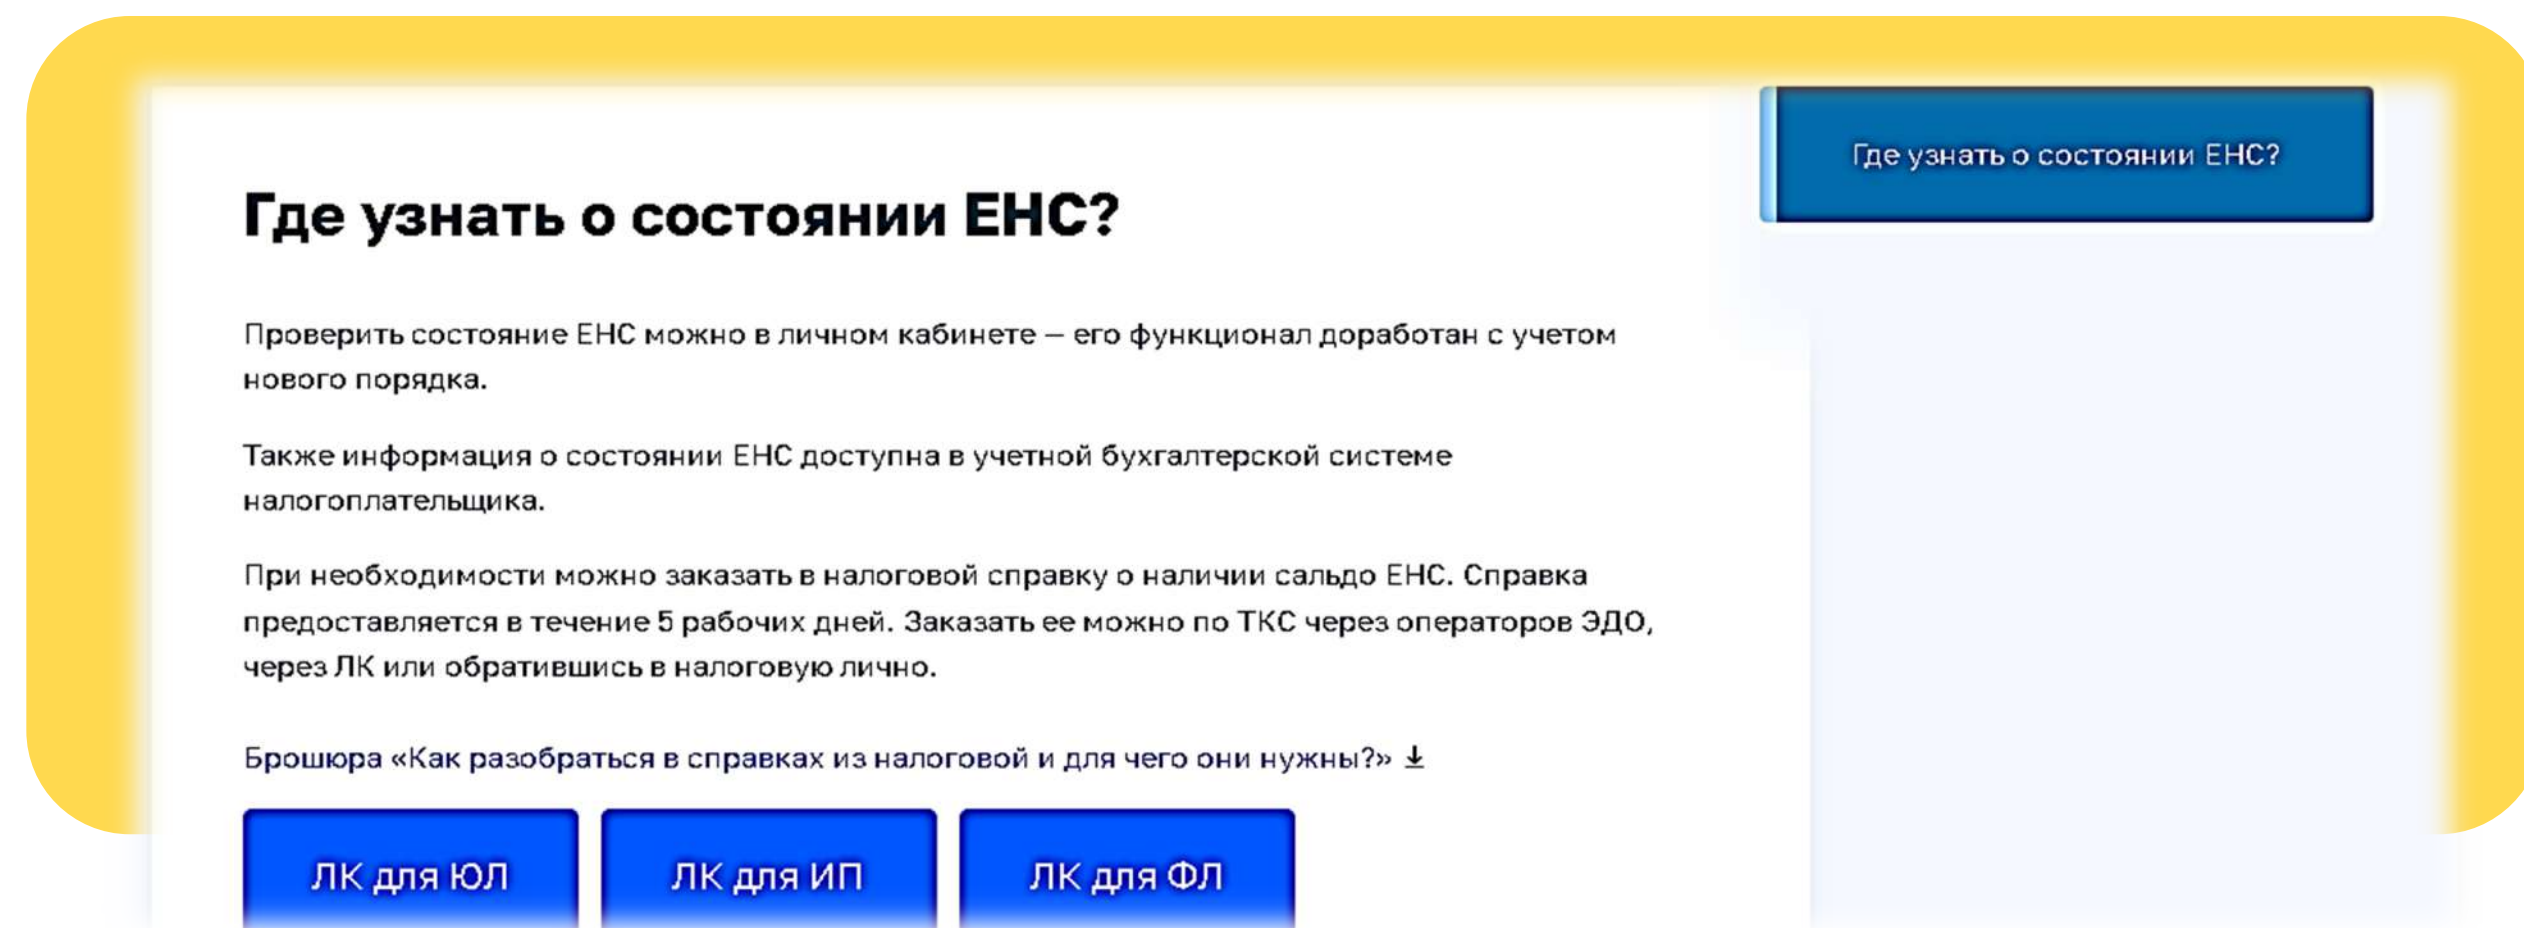 Где узнать о состоянии ЕНС?
Где узнать о состоянии ЕНС?
Проверить состояние ЕНС можно в личном кабинете – его функционал доработан с учетом
нового порядка.
Также информация о состоянии ЕНС доступна в учетной бухгалтерской системе
налогоплательщика.
При необходимости можно заказать в налоговой справку о наличии сальдо ЕНС. Справка
предоставляется в течение 5 рабочих дней. Заказать ее можно по ТКС через операторов ЭДО,
через ЛК или обратившись в налоговую лично.
Брошюра «Как разобраться в справках из налоговой и для чего они нужны?»
ЛК для ЮЛ
ЛК для ИП
ЛК для ФЛ